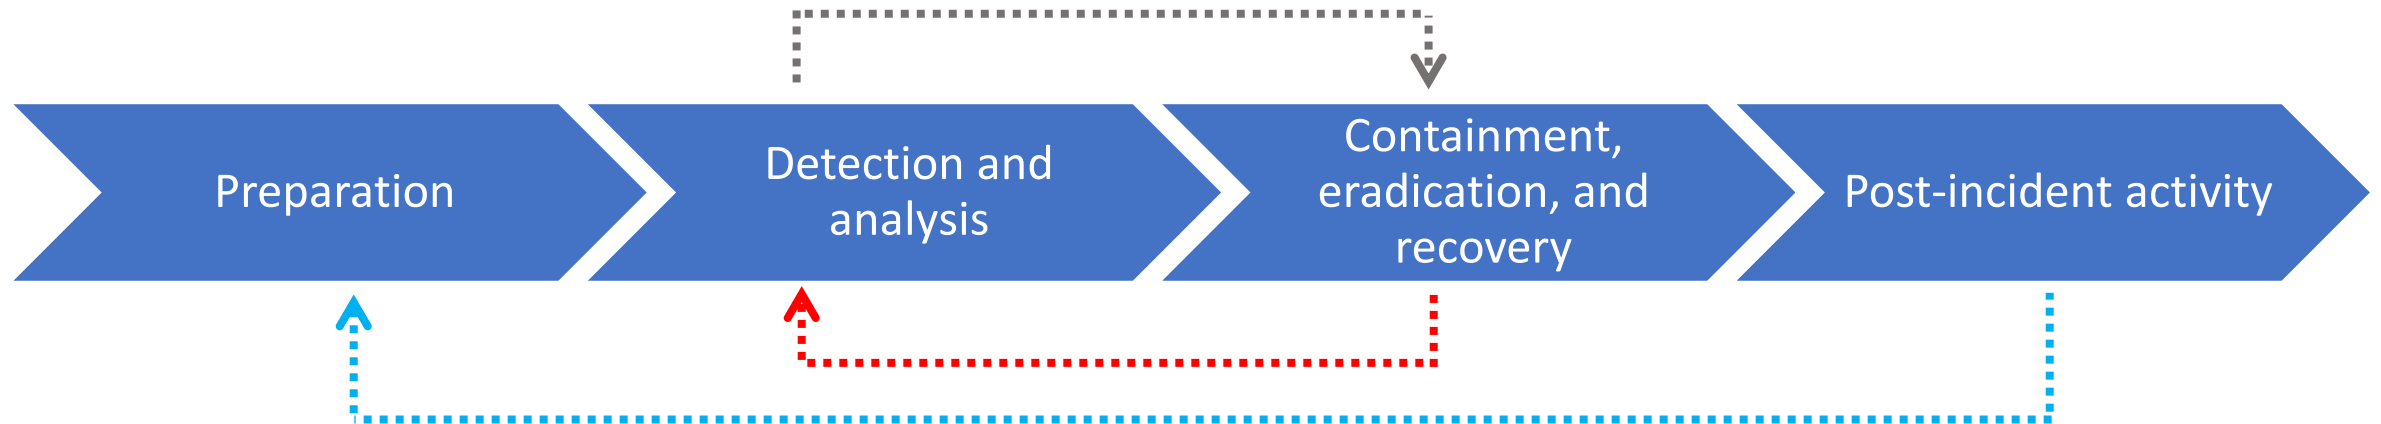 Preparation
Detection and
analysis
Containment,
eradication, and
recovery
Post-incident activity